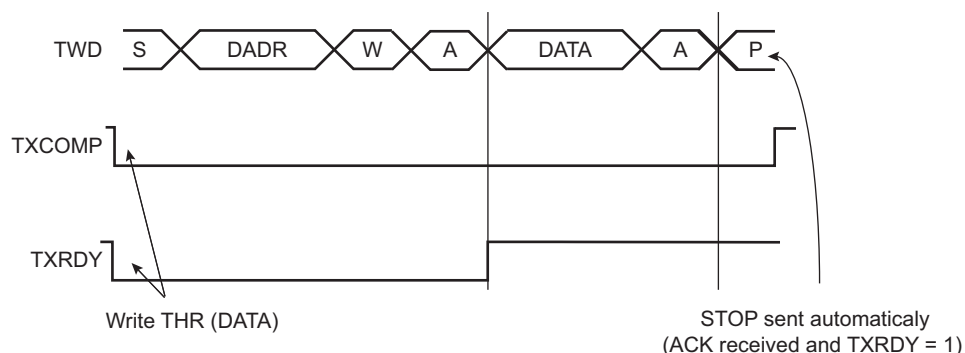 TWD S DADR W A DATA A P
TXCOMP
TXRDY
Write THR (DATA)
STOP sent automaticaly
(ACK received and TXRDY = 1)